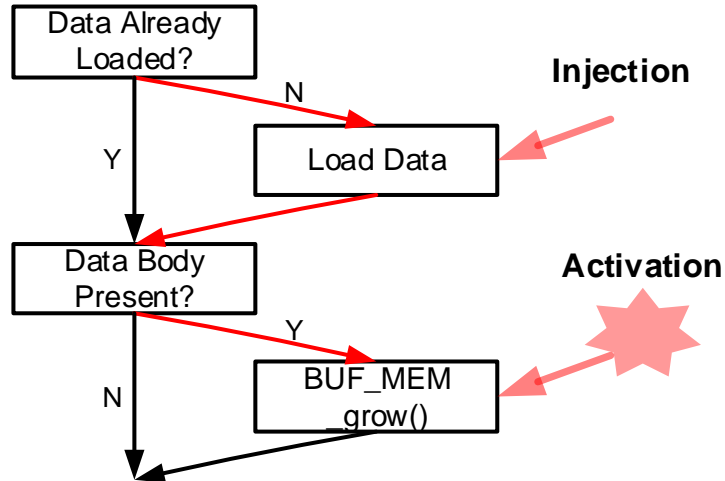 Data Already
Loaded?
N
Injection
Y
Load Data
Data Body
Present?
Activation
Y
N
BUF_MEM
_grow()